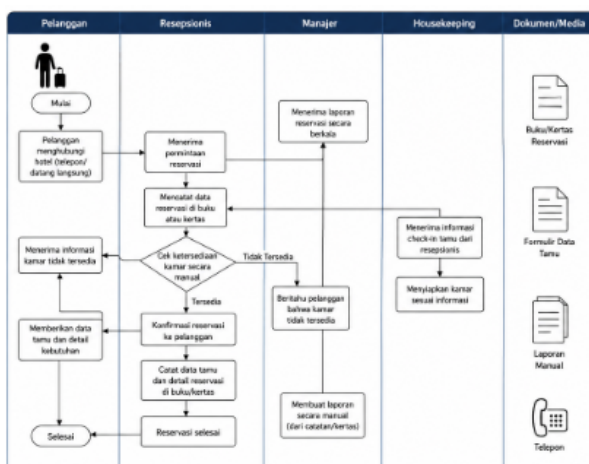 Pelanggan
Resepsionis
Manajer
Housekeeping
Dokumen/Media
Mulai
Pelanggan
menghubungi
hotel (telepon/
datang langsung)
Menerima
permintaan
reservasi
Menerima laporan
reservasi secara
berkala
Buku/Kertas
Reservasi
Mencatat data
reservasi di buku
atau kertas
Menerima informasi
check-in tamu dari
resepsionis
Formulir Data
Tamu
Menerima informasi
kamar tidak tersedia
Cek ketersediaan
kamar secara
manual
Tidak Tersedia
Tersedia
Menyiapkan kamar
sesuai informasi
Beritahu pelanggan
bahwa kamar
tidak tersedia
Memberikan data
tamu dan detail
kebutuhan
Konfirmasi reservasi
ke pelanggan
Laporan
Manual
Catat data tamu
dan detail reservasi
di buku/kertas
Membuat laporan
secara manual
(dari catatan/kertas)
Selesai
Reservasi selesai
Telepon